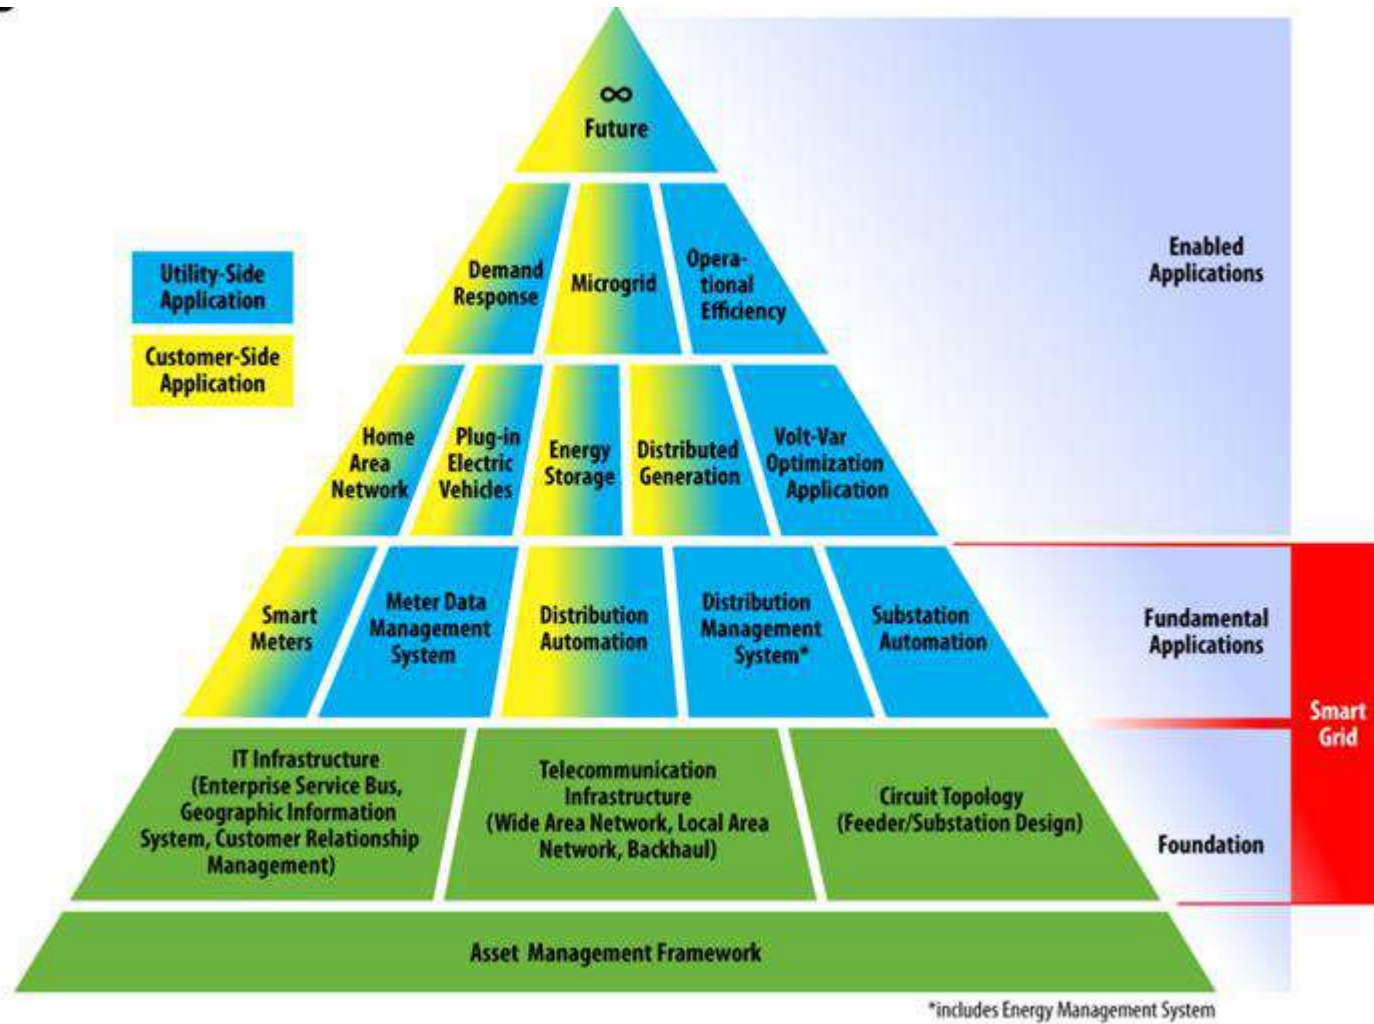 ∞
Future
Demand
Response
Microgrid
Opera-
tional
Efficiency
Enabled
Applications
Utility-Side
Application
Customer-Side
Application
Home
Area
Network
Plug-in
Electric
Vehicles
Energy
Storage
Distributed
Generation
Volt-Var
Optimization
Application
Smart
Meters
Meter Data
Management
System
Distribution
Automation
Distribution
Management
System*
Substation
Automation
Fundamental
Applications
Smart
Grid
IT Infrastructure
(Enterprise Service Bus,
Geographic Information
System, Customer Relationship
Management)
Telecommunication
Infrastructure
(Wide Area Network, Local Area
Network, Backhaul)
Circuit Topology
(Feeder/Substation Design)
Foundation
Asset Management Framework
*includes Energy Management System